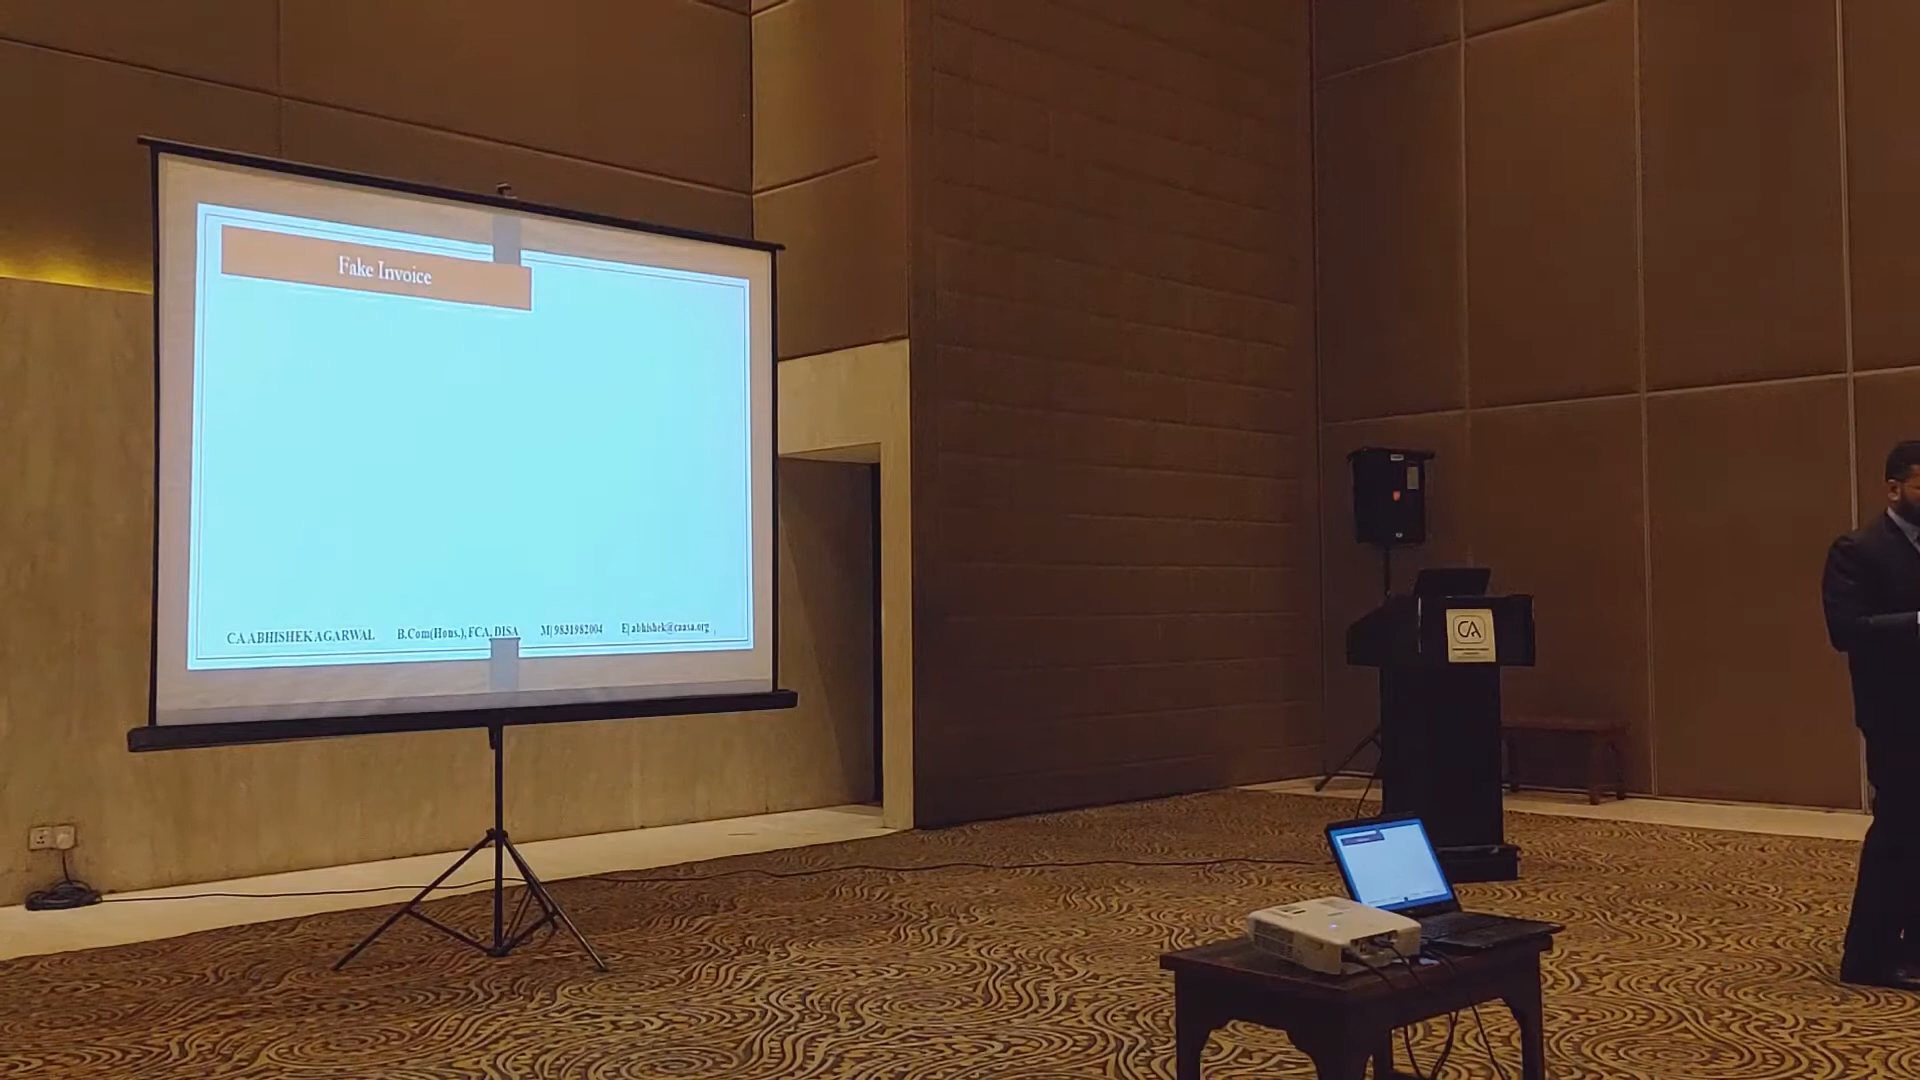 Fake Invoice
CA ABHISHEK AGARWAL B.Com(Hons.), FCA, DISA M| 9831982004 E| abhishek@caasa.org
CA